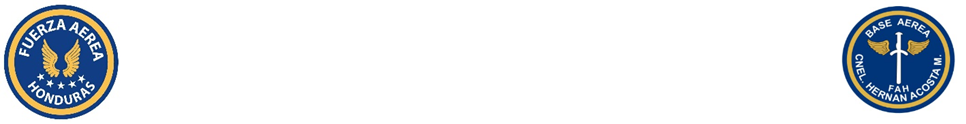 FUERZA AEREA
HONDURAS
BASE AEREA
CNEL. HERNAN ACOSTA M.
FAH